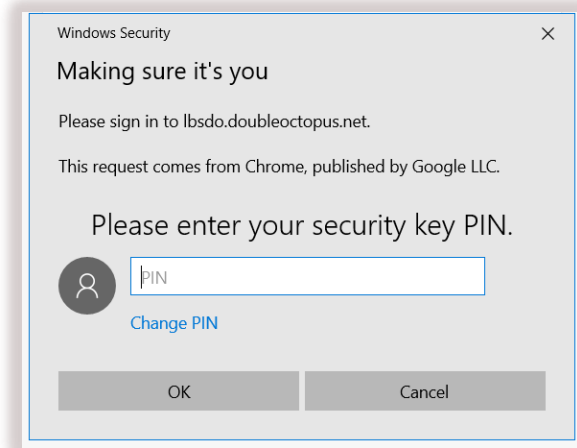 Windows Security
Making sure it's you
Please sign in to lbsdo.doubleoctopus.net.
This request comes from Chrome, published by Google LLC.
Please enter your security key PIN.
PIN
Change PIN
OK
Cancel